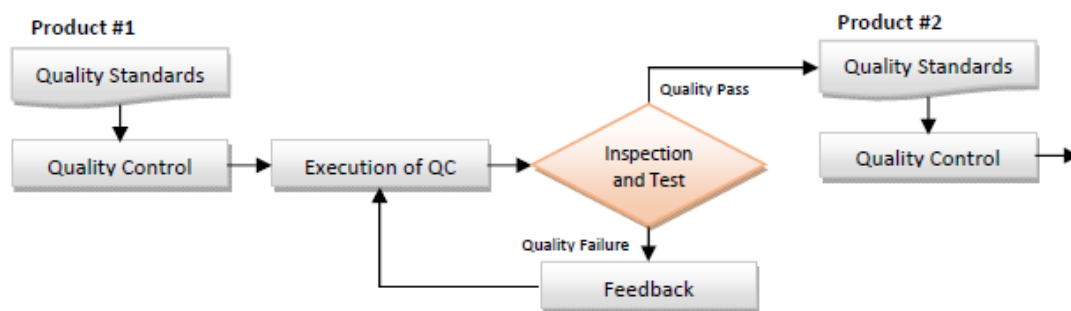 Product #1
Quality Standards
Quality Control
Execution of QC
Inspection
and Test
Quality Pass
Quality Failure
Feedback
Product #2
Quality Standards
Quality Control